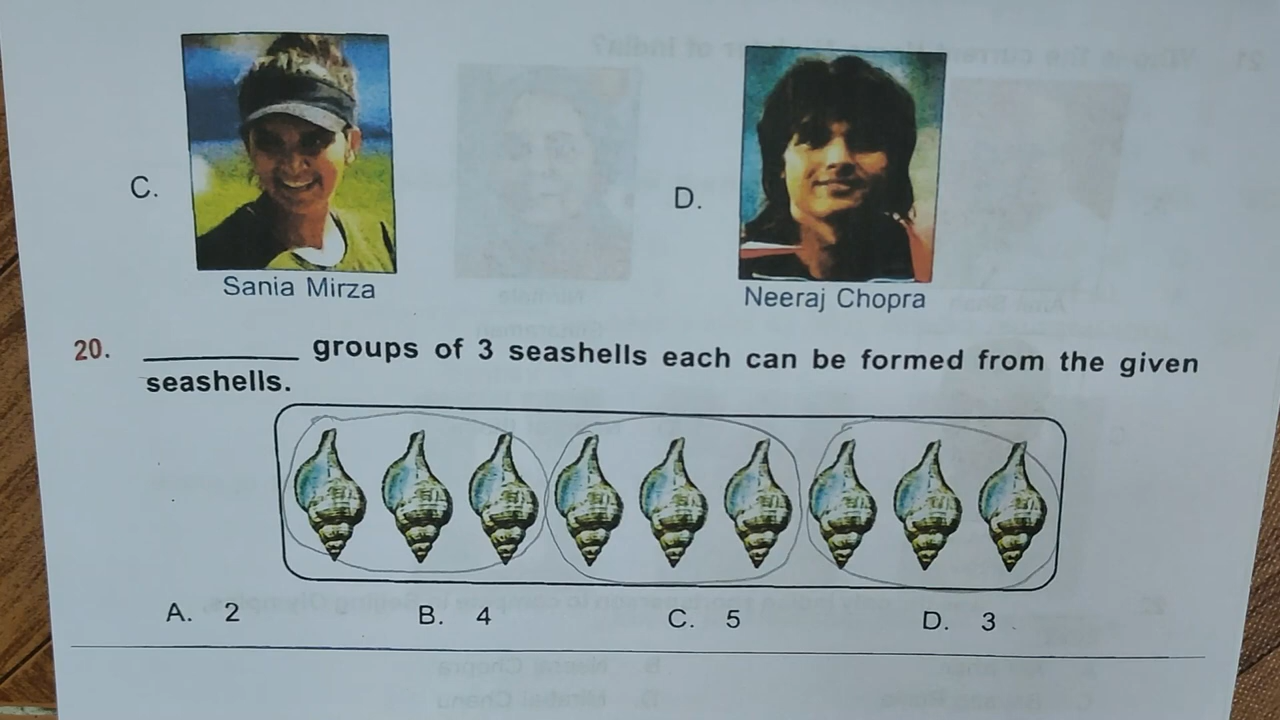 C.
D.
Sania Mirza
Neeraj Chopra
20. __________ groups of 3 seashells each can be formed from the given
seashells.
A. 2 B. 4 C. 5 D. 3